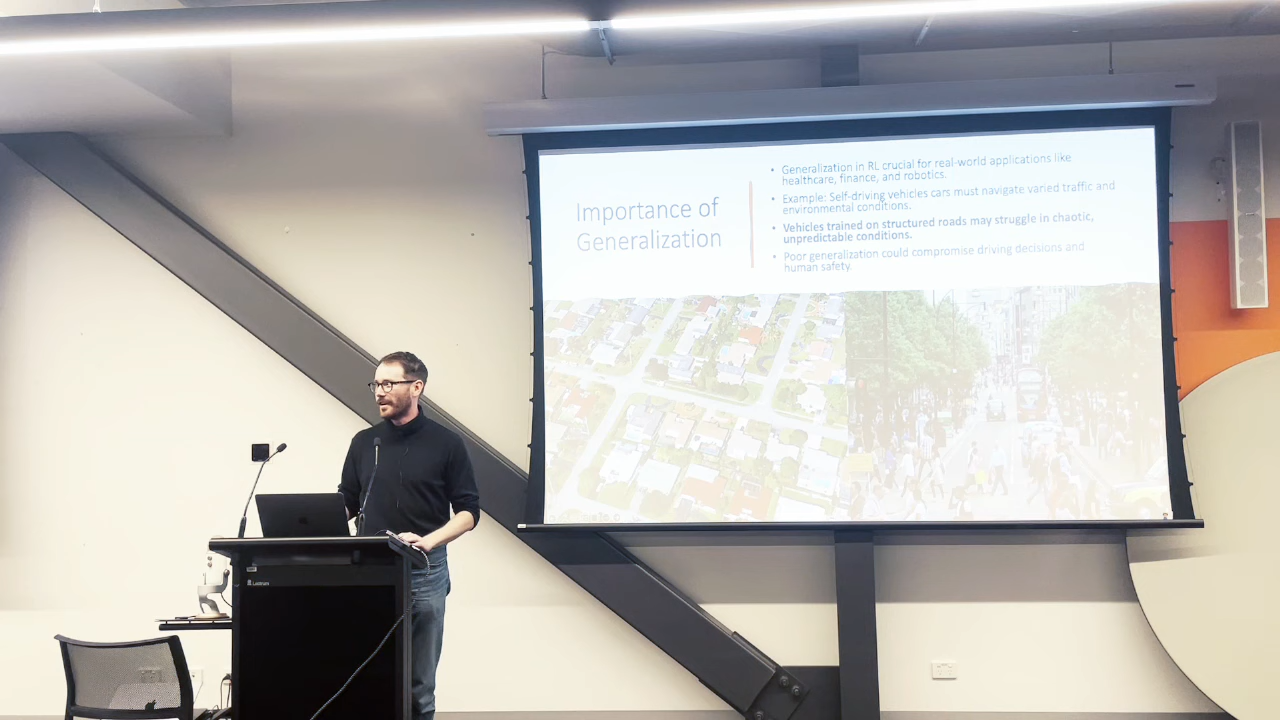 Importance of
Generalization
• Generalization in RL crucial for real-world applications like
healthcare, finance, and robotics.
• Example: Self-driving vehicles cars must navigate varied traffic and
environmental conditions.
• Vehicles trained on structured roads may struggle in chaotic,
unpredictable conditions.
• Poor generalization could compromise driving decisions and
human safety.